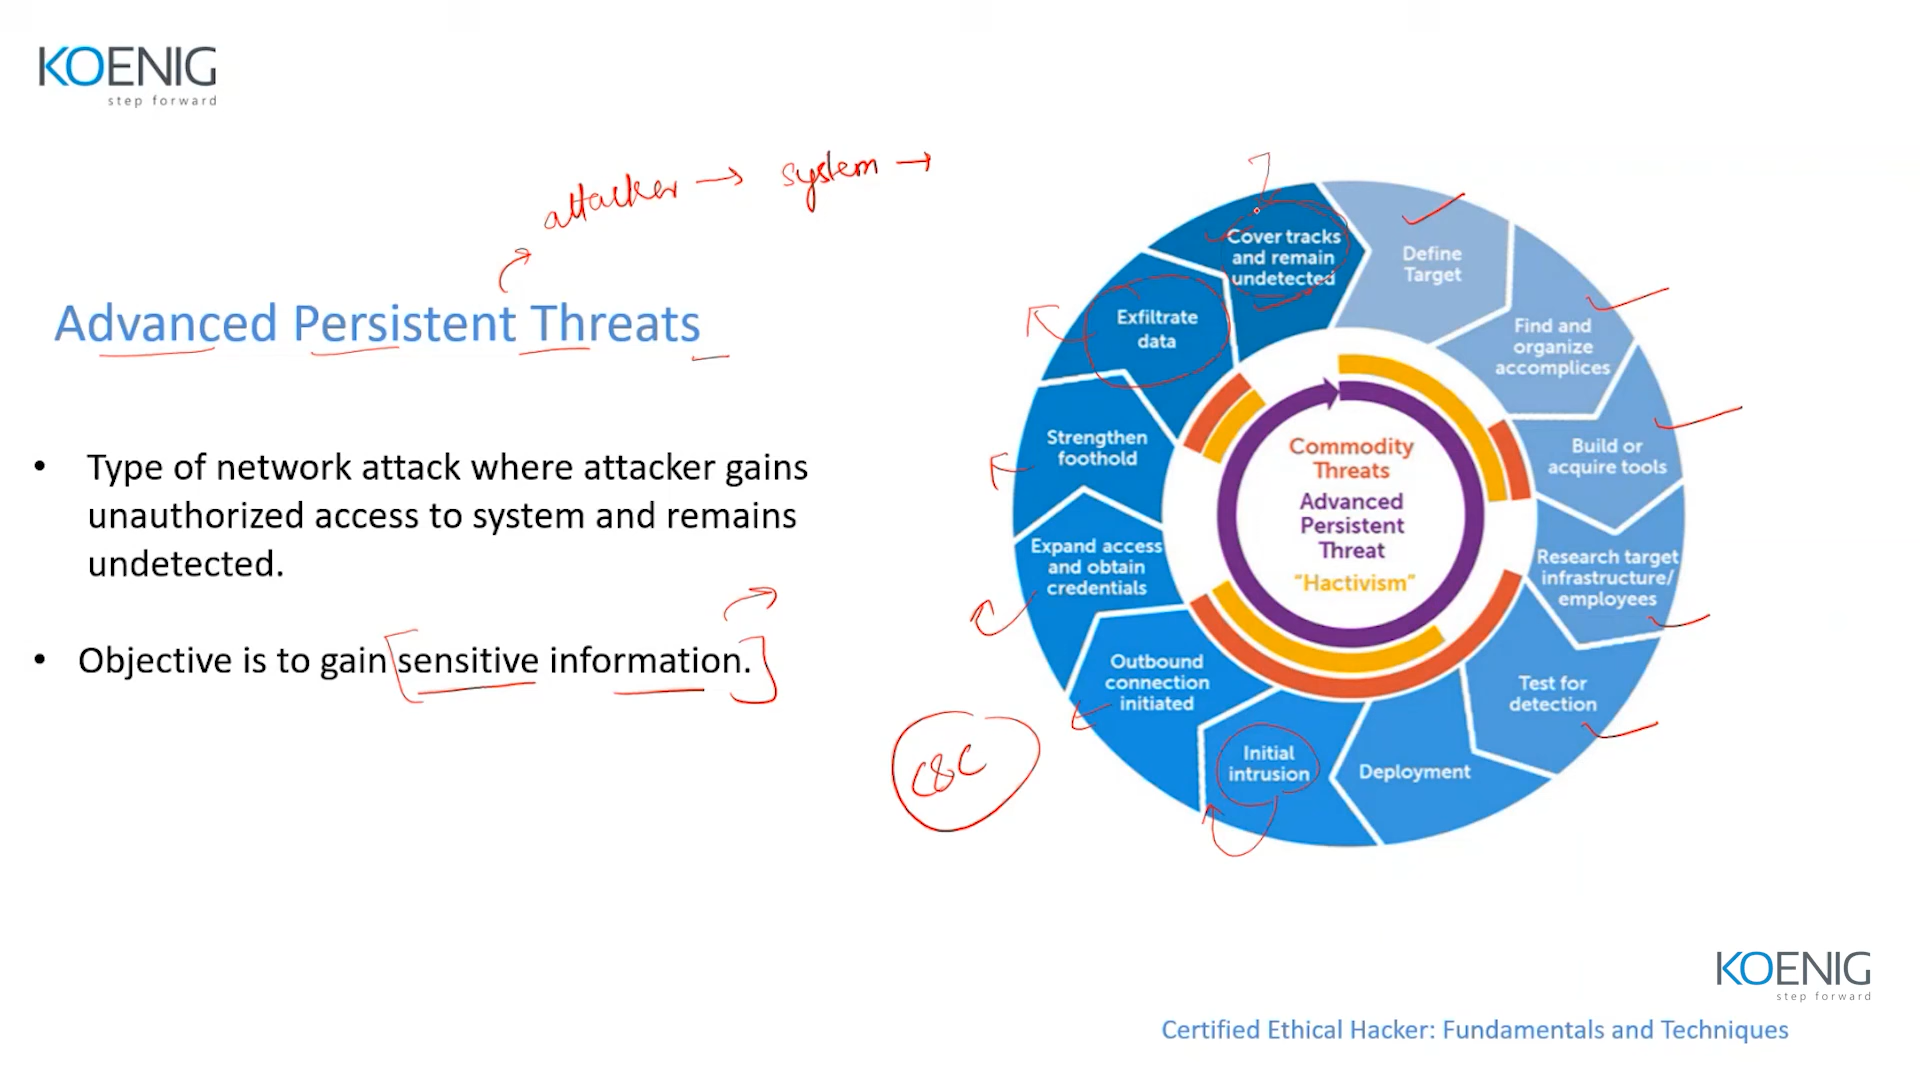 KOENIG
step forward
attacker → system →
Advanced Persistent Threats
• Type of network attack where attacker gains
unauthorized access to system and remains
undetected.
• Objective is to gain sensitive information.
C&C
Define
Target
Find and
organize
accomplices
Build or
acquire tools
Research target
infrastructure/
employees
Test for
detection
Deployment
Initial
intrusion
Outbound
connection
initiated
Expand access
and obtain
credentials
Strengthen
foothold
Exfiltrate
data
Cover tracks
and remain
undetected
Commodity
Threats
Advanced
Persistent
Threat
“Hactivism”
KOENIG
step forward
Certified Ethical Hacker: Fundamentals and Techniques